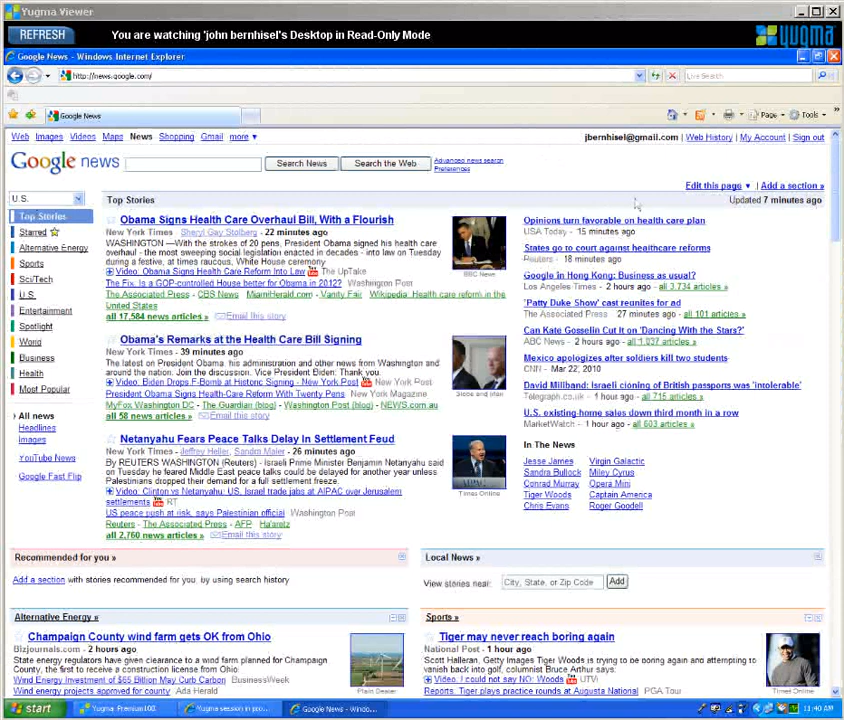 Yugma Viewer
REFRESH
You are watching 'john bernhisel's Desktop in Read-Only Mode
yugma
Google News - Windows Internet Explorer
http://news.google.com/
Live Search
Google News
Page
Tools
Web Images Videos Maps News Shopping Gmail more
jbernhisel@gmail.com | Web History | My Account | Sign out
Google news
Search News
Search the Web
Advanced news search
Preferences
Edit this page | Add a section »
U.S.
Top Stories
Updated 7 minutes ago
Top Stories
Starred
Alternative Energy
Sports
Sci/Tech
U.S.
Entertainment
Spotlight
World
Business
Health
Most Popular
All news
Headlines
Images
YouTube News
Google Fast Flip
Obama Signs Health Care Overhaul Bill, With a Flourish
New York Times - Sheryl Gay Stolberg - 22 minutes ago
WASHINGTON —With the strokes of 20 pens, President Obama signed his health care
overhaul - the most sweeping social legislation enacted in decades - into law on Tuesday
during a festive, at times raucous, White House ceremony.
Video: Obama Signs Health Care Reform Into Law The UpTake
The Fix. Is a GOP-controlled House better for Obama in 2012? Washington Post
The Associated Press - CBS News - MiamiHerald.com - Vanity Fair - Wikipedia: Health care reform in the
United States
all 17,584 news articles » Email this story
BBC News
Obama's Remarks at the Health Care Bill Signing
New York Times - 39 minutes ago
The latest on President Obama, his administration and other news from Washington and
around the nation. Join the discussion. Vice President Biden: Thank you.
Video: Biden Drops F-Bomb at Historic Signing - New York Post New York Post
President Obama Signs Health Care Reform With Twenty Pens New York Magazine
MyFox Washington DC - The Guardian (blog) - Washington Post (blog) - NEWS.com.au
all 58 news articles » Email this story
Globe and Mail
Netanyahu Fears Peace Talks Delay In Settlement Feud
New York Times - Jeffrey Heller, Sandra Maler - 26 minutes ago
By REUTERS WASHINGTON (Reuters) - Israeli Prime Minister Benjamin Netanyahu said
on Tuesday he feared Middle East peace talks could be delayed for another year unless
Palestinians dropped their demand for a full settlement freeze.
Video: Clinton vs Netanyahu: US, Israel trade jabs at AIPAC over Jerusalem
settlements RT
US peace push at risk, says Palestinian official Washington Post
Reuters - The Associated Press - AFP - Ha'aretz
all 2,760 news articles » Email this story
Times Online
Opinions turn favorable on health care plan
USA Today - 15 minutes ago
States go to court against healthcare reforms
Reuters - 18 minutes ago
Google in Hong Kong: Business as usual?
Los Angeles Times - 2 hours ago - all 3,734 articles »
'Patty Duke Show' cast reunites for ad
The Associated Press - 27 minutes ago - all 101 articles »
Can Kate Gosselin Cut It on 'Dancing With the Stars?'
ABC News - 2 hours ago - all 1,037 articles »
Mexico apologizes after soldiers kill two students
CNN - Mar 22, 2010
David Miliband: Israeli cloning of British passports was 'intolerable'
Telegraph.co.uk - 1 hour ago - all 715 articles »
U.S. existing-home sales down third month in a row
MarketWatch - 1 hour ago - all 603 articles »
In The News
Jesse James Virgin Galactic
Sandra Bullock Miley Cyrus
Conrad Murray Opera Mini
Tiger Woods Captain America
Chris Evans Roger Goodell
Recommended for you »
Add a section with stories recommended for you, by using search history
Local News »
View stories near: City, State, or Zip Code Add
Alternative Energy »
Champaign County wind farm gets OK from Ohio
Bizjournals.com - 2 hours ago
State energy regulators have given clearance to a wind farm planned for Champaign
County, the first to receive a construction license from Ohio.
Wind Energy Investment of $65 Billion May Curb Carbon BusinessWeek
Wind energy projects approved for county Ada Herald
Plain Dealer
Sports »
Tiger may never reach boring again
National Post - 1 hour ago
Scott Halleran, Getty Images Tiger Woods is trying to be boring again and attempting to
vanish back into golf, columnist Bruce Arthur says.
Video: I could not say NO: Woods UTVi
Reports: Tiger plays practice rounds at Augusta National PGA Tour
Times Online
start
Yugma Premium100
Yugma session in pro...
Google News - Windo...
11:40 AM